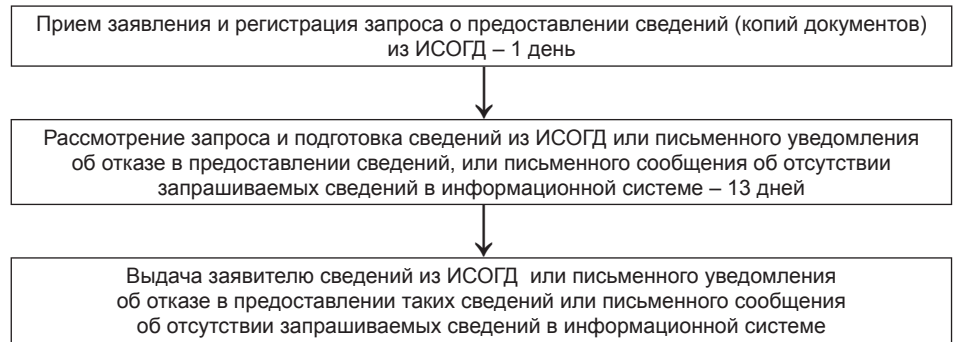 Прием заявления и регистрация запроса о предоставлении сведений (копий документов)
из ИСОГД – 1 день
Рассмотрение запроса и подготовка сведений из ИСОГД или письменного уведомления
об отказе в предоставлении сведений, или письменного сообщения об отсутствии
запрашиваемых сведений в информационной системе – 13 дней
Выдача заявителю сведений из ИСОГД или письменного уведомления
об отказе в предоставлении таких сведений или письменного сообщения
об отсутствии запрашиваемых сведений в информационной системе